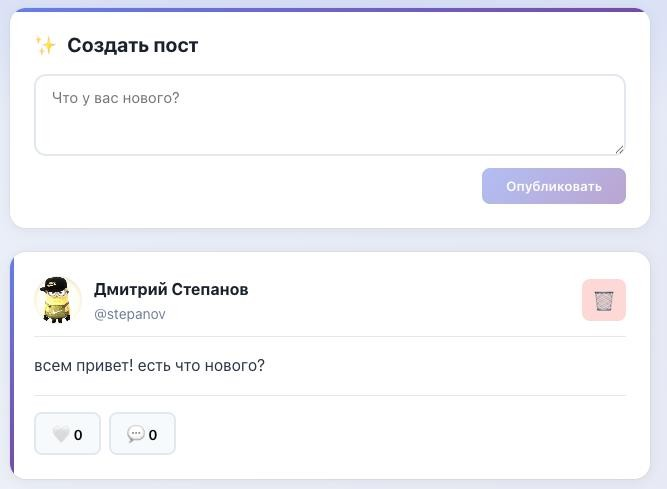 ✨ Создать пост
Что у вас нового?
Опубликовать
Дмитрий Степанов
@stepanov
всем привет! есть что нового?
0 0